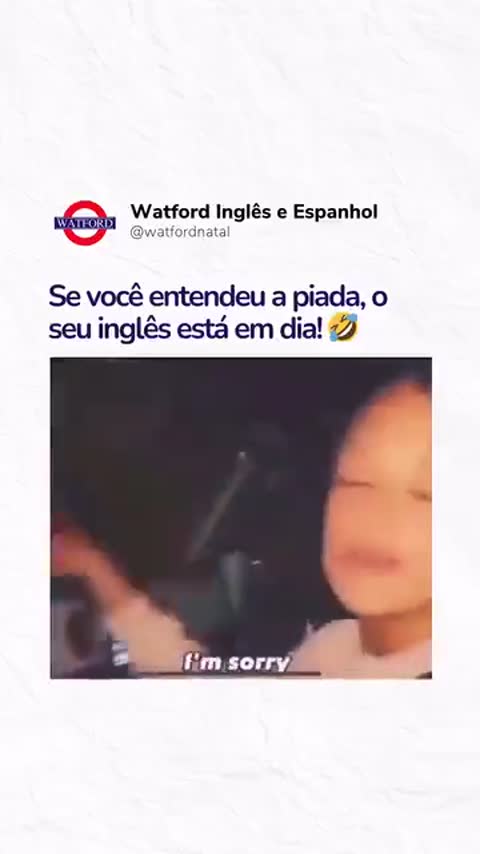 WATFORD
Watford Inglês e Espanhol
@watfordnatal
Se você entendeu a piada, o
seu inglês está em dia! 🤣
I'm sorry